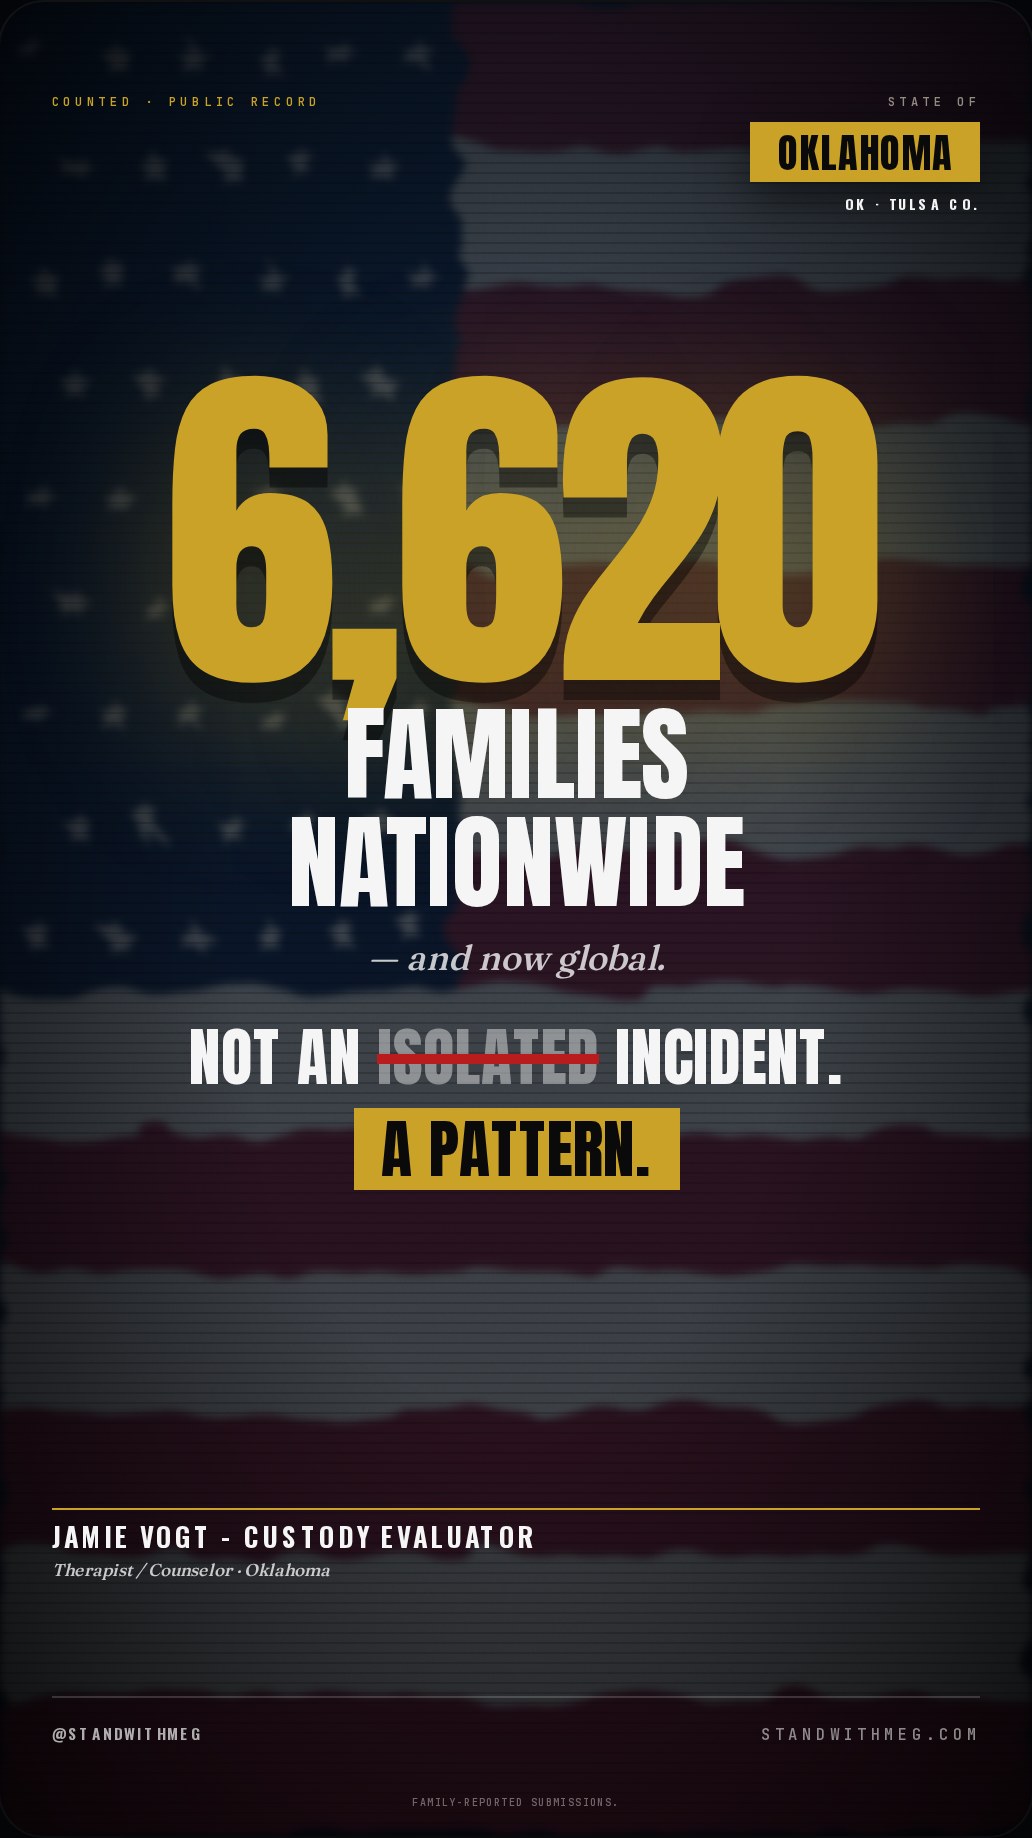 COUNTED · PUBLIC RECORD
STATE OF
OKLAHOMA
OK · TULSA CO.
6,620
FAMILIES
NATIONWIDE
— and now global.
NOT AN ISOLATED INCIDENT.
A PATTERN.
JAMIE VOGT - CUSTODY EVALUATOR
Therapist / Counselor · Oklahoma
@STANDWITHMEG
STANDWITHMEG.COM
FAMILY-REPORTED SUBMISSIONS.